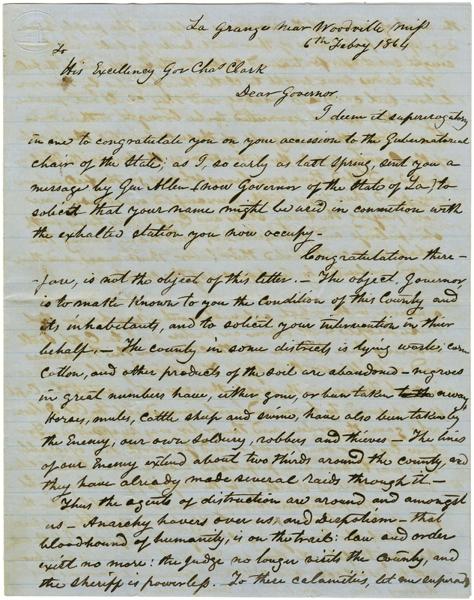 La Grange near Woodville Miſs
6th Febry 1864
To
His Excellency Gov Chas Clark
Dear Governor
I deem it supererogatory
in me to congratulate you on your accession to the Gubernatorial
chair of the State; as I, so early as last spring, sent you a
message by Gen Allen (now Governor of the State of La) to
solicit that your name might be used in connection with
the exhalted station you now occupy-
Congratulation there-
-fore, is not the object of this letter.- The object, Governor
is to make known to you the condition of this County and
its inhabitants, and to solicit your intervention in their
behalf.- The county in some districts is lying waste; corn
cotton, and other products of the soil are abandoned- negroes
in great numbers have, either gone, or been taken away
Horses, mules, cattle sheep and swine, have also been taken by
the Enemy, our own soldiery, robbers and thieves- The lines
of our Enemy extend about two thirds around the county, and
they have already made several raids through it-
Thus the agents of distruction are around and amongst
us- Anarchy havers over us, and Despotism- that
bloodhound of humanity, is on the trail: law and order
exist no more: the Judge no longer visits the County, and
the sheriff is powerleſs. To these calamities, let me superadd